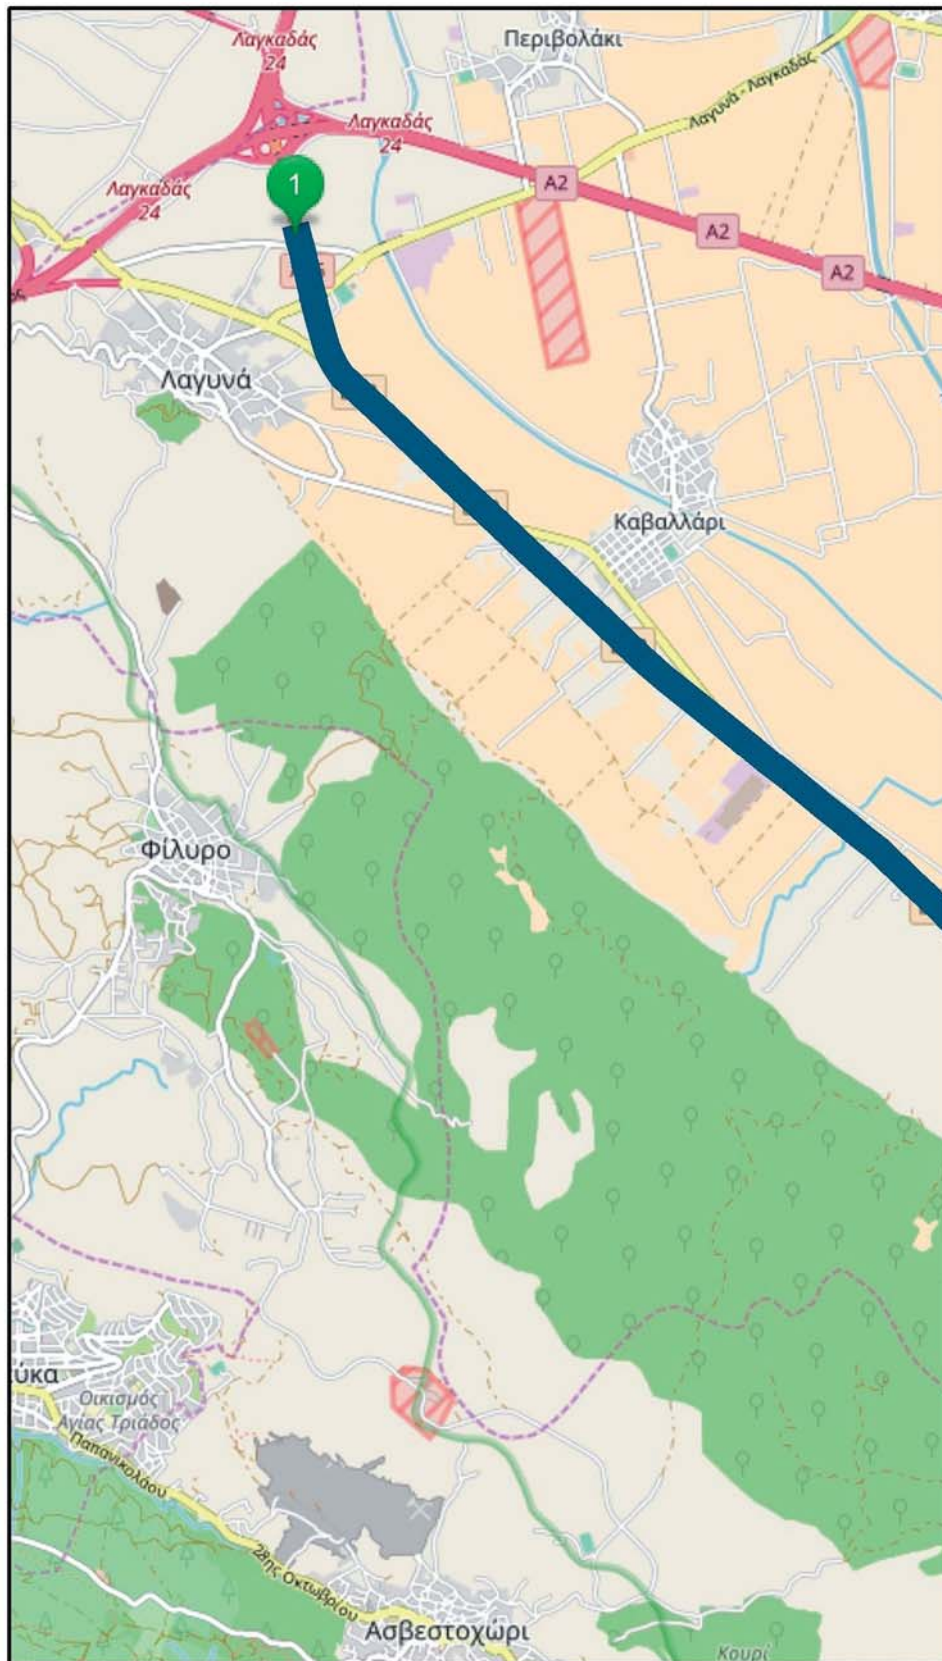 Λαγκαδάς
24
Περιβολάκι
Λαγυνά - Λαγκαδάς
Λαγκαδάς
24
Λαγκαδάς
24
1
A2
A2
A2
Λαγυνά
Καβαλλάρι
Φίλυρο
ύκα
Οικισμός
Αγίας Τριάδος
Παπανικολάου
28ης Οκτωβρίου
Ασβεστοχώρι
Κουρί